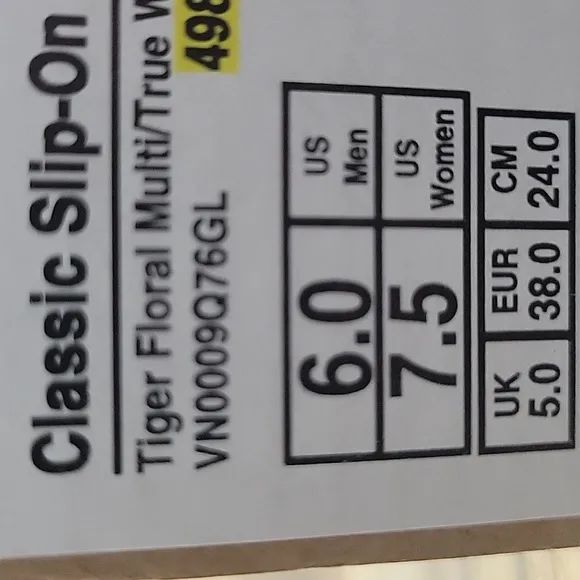 Classic Slip-On
Tiger Floral Multi/True
VN0009Q76GL
498
6.0 US Men
7.5 US Women
UK 5.0
EUR 38.0
CM 24.0